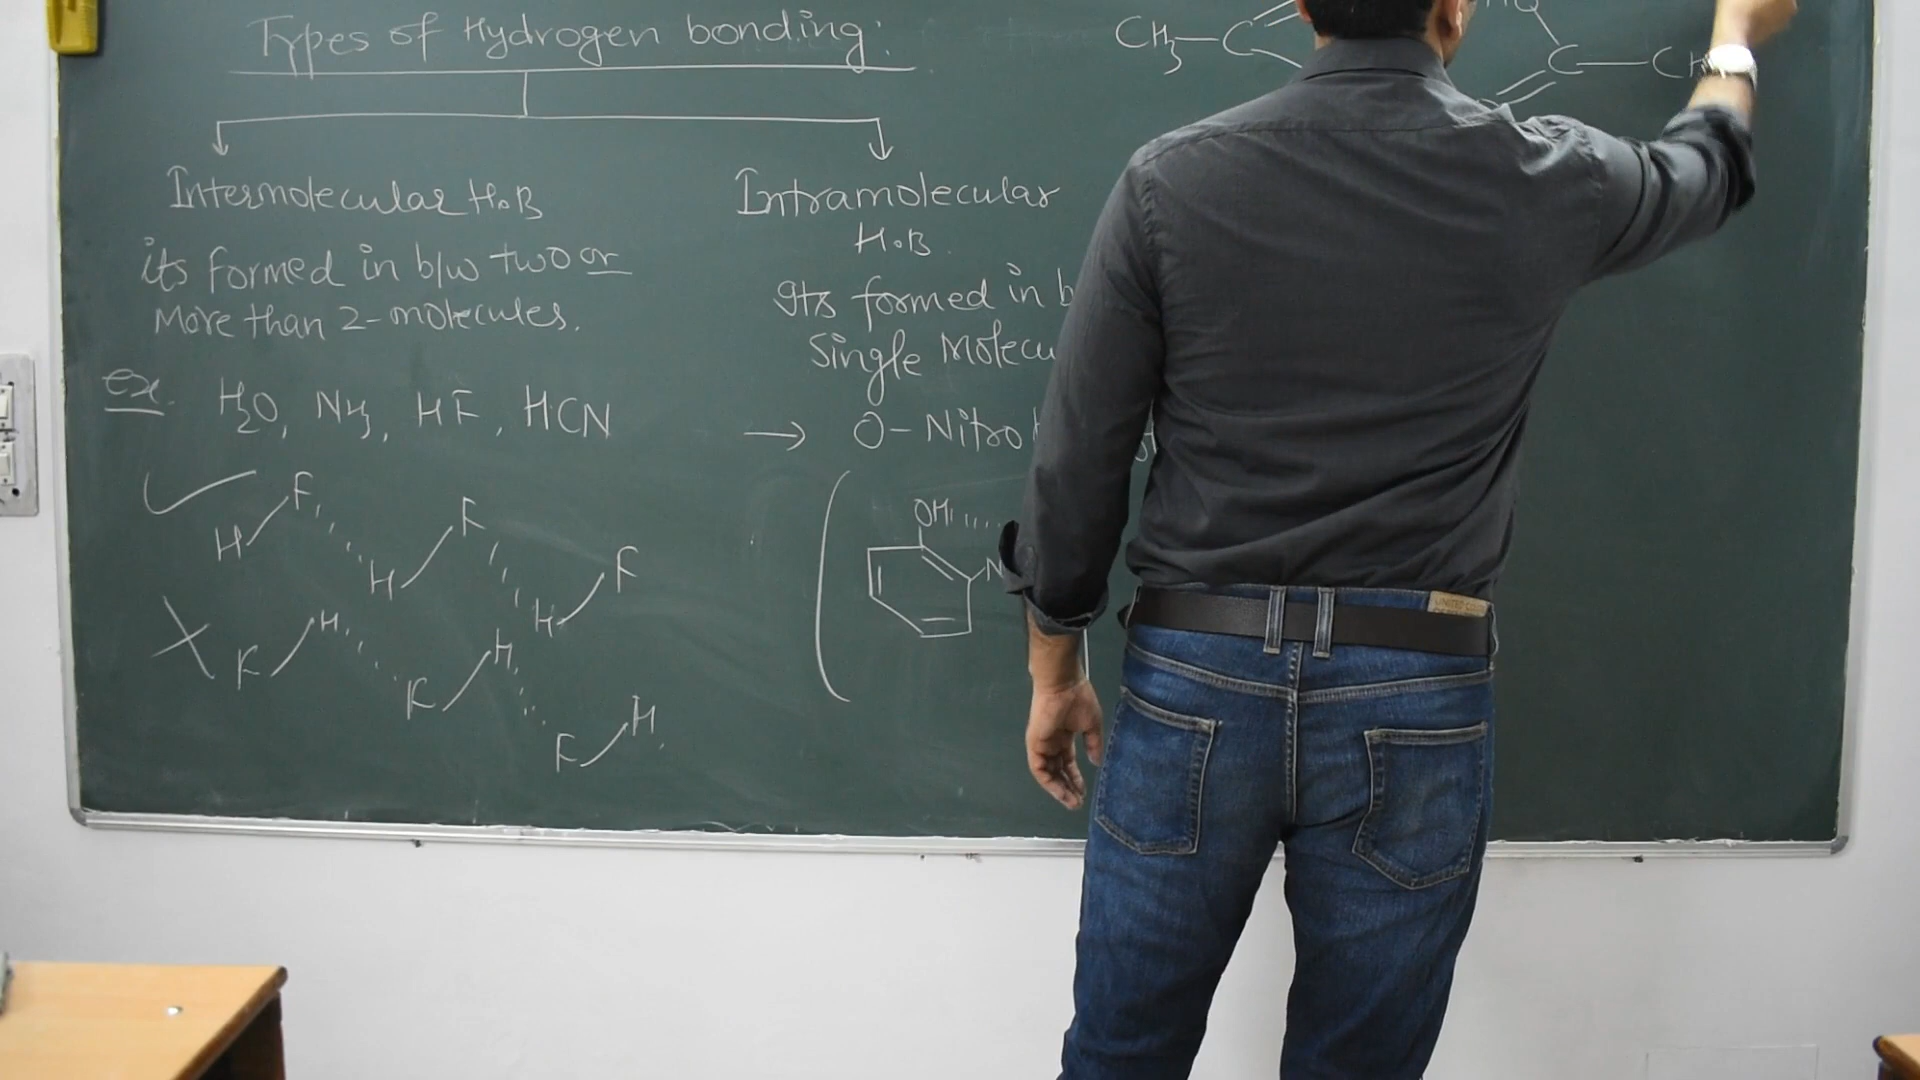 Types of Hydrogen bonding:
Intermolecular H.B
its formed in b/w two or
More than 2-molecules.
ex. H2O, NH3, HF, HCN
F
F
H
H
F
H
H
F
H
F
H
F
Intramolecular
H.B
Its formed in
Single
→ O-Nitro
OH
N
CH3-C
HO
C-CH